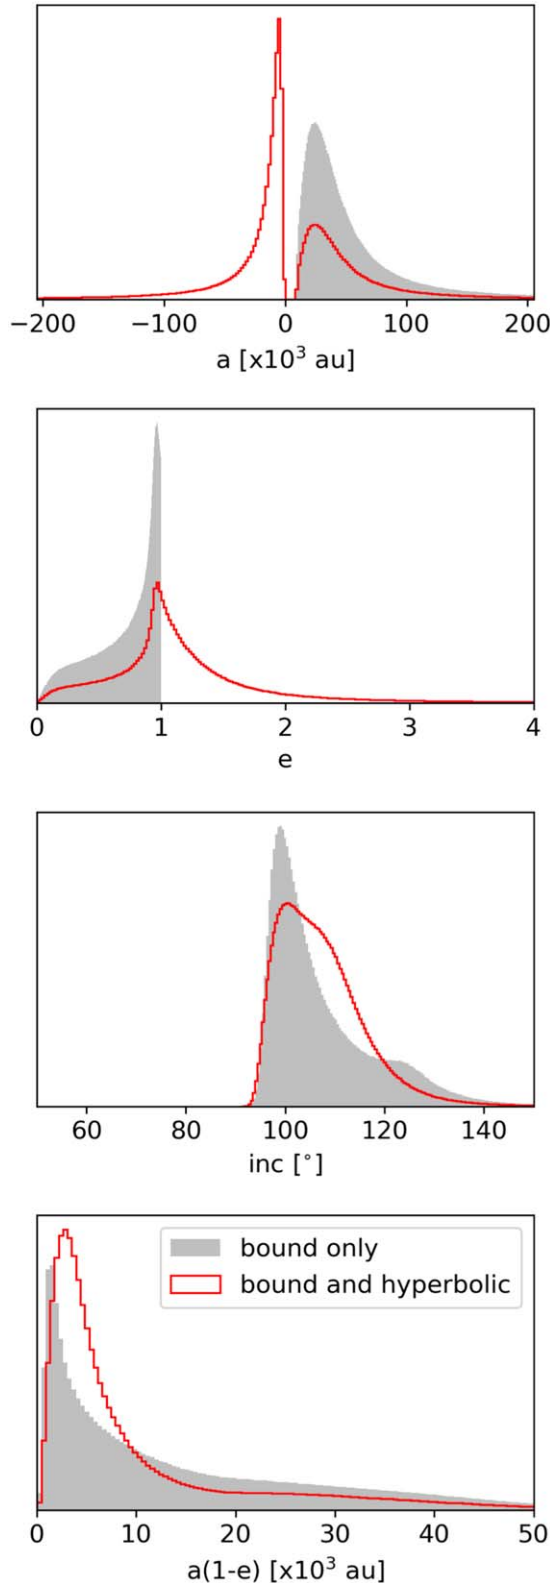 −200 −100 0 100 200
a [x10³ au]
0 1 2 3 4
e
60 80 100 120 140
inc [°]
bound only
bound and hyperbolic
0 10 20 30 40 50
a(1-e) [x10³ au]